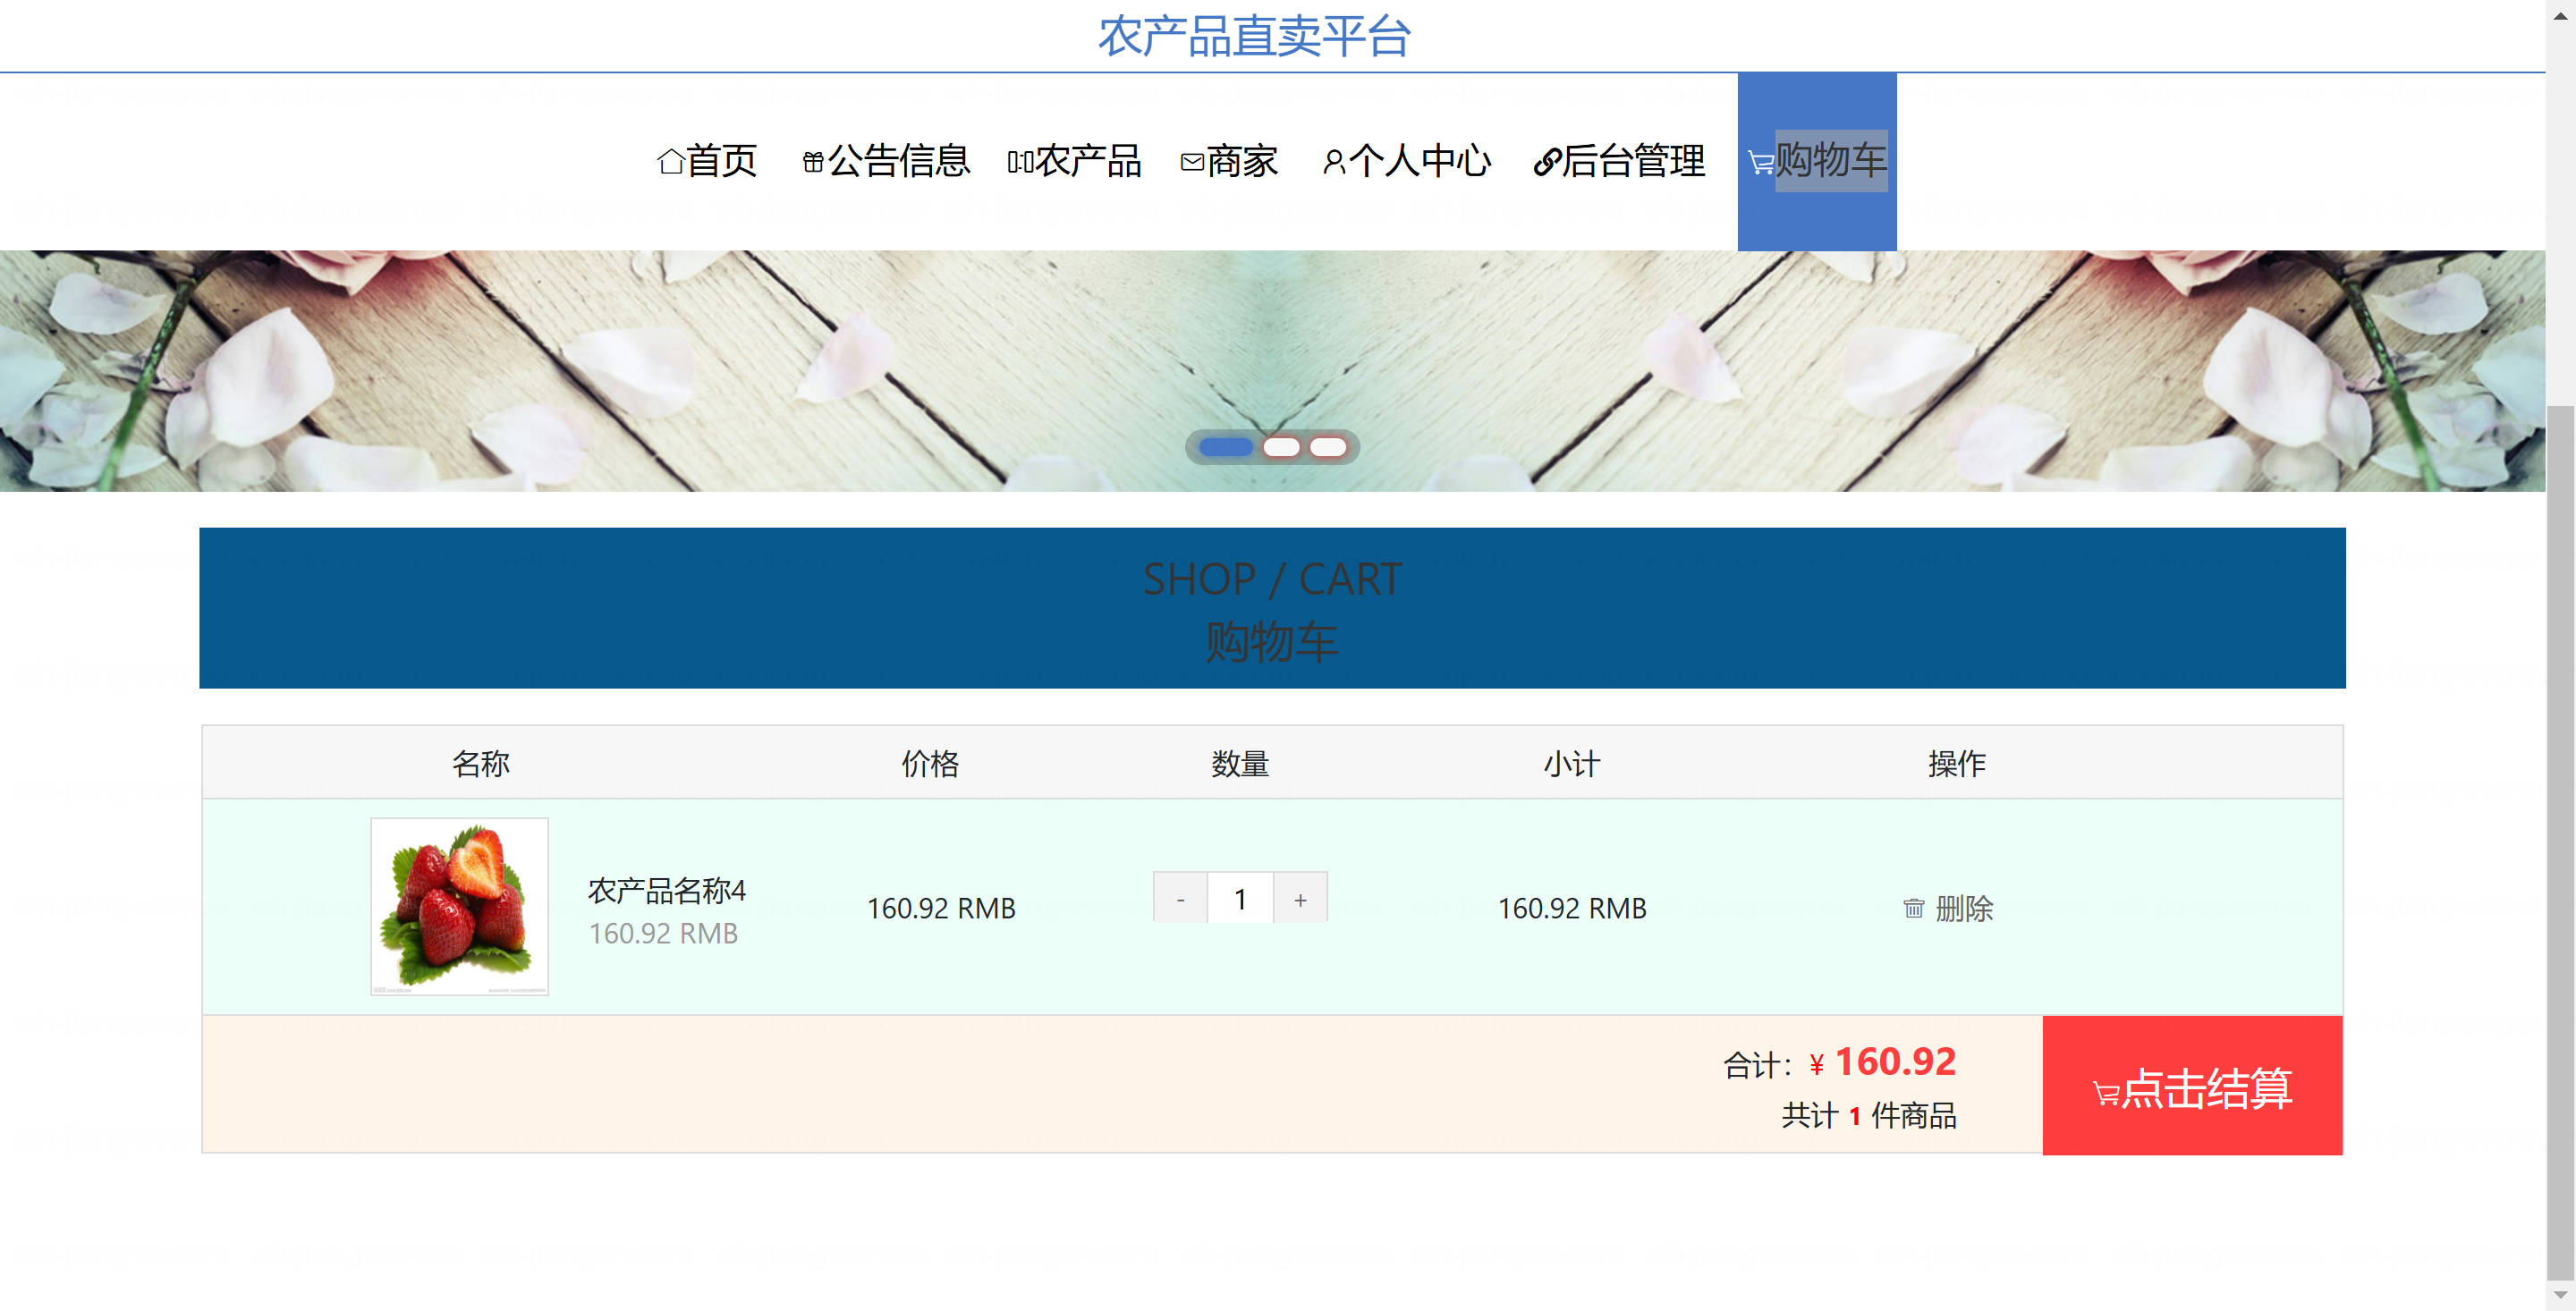 农产品直卖平台
首页 公告信息 农产品 商家 个人中心 后台管理 购物车
SHOP / CART
购物车
名称 价格 数量 小计 操作
农产品名称4
160.92 RMB
160.92 RMB - 1 + 160.92 RMB 删除
合计：¥ 160.92
共计 1 件商品
点击结算